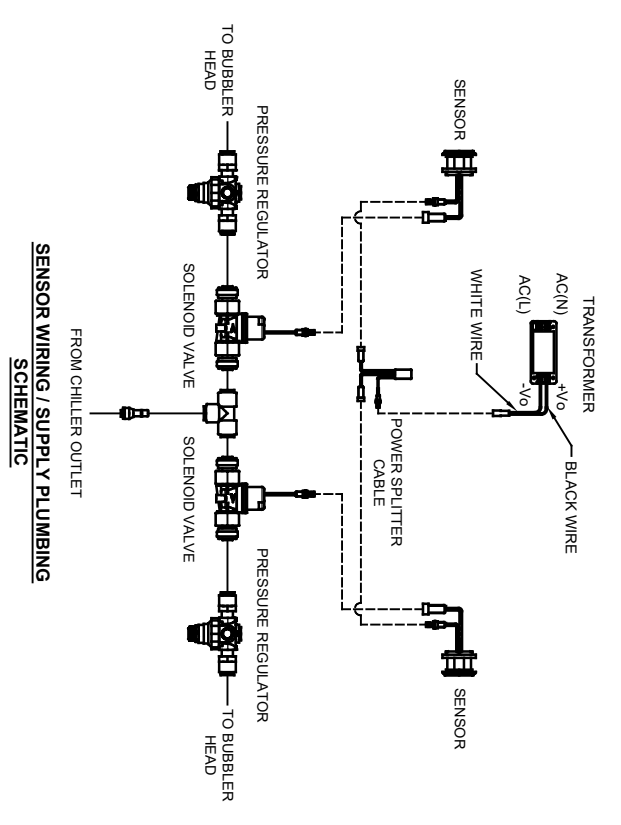 TRANSFORMER
AC(N)
AC(L)
+Vo
-Vo
WHITE WIRE
BLACK WIRE
SENSOR
SENSOR
POWER SPLITTER
CABLE
PRESSURE REGULATOR
SOLENOID VALVE
SOLENOID VALVE
PRESSURE REGULATOR
TO BUBBLER
HEAD
TO BUBBLER
HEAD
FROM CHILLER OUTLET
SENSOR WIRING / SUPPLY PLUMBING
SCHEMATIC